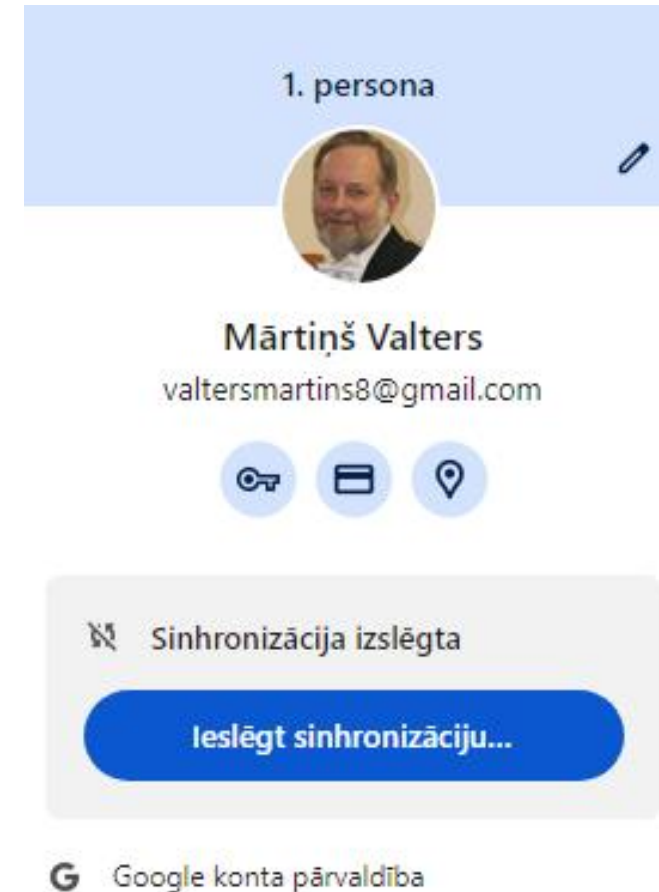 1. persona
Mārtiņš Valters
valtersmartins8@gmail.com
Sinhronizācija izslēgta
Ieslēgt sinhronizāciju...
G Google konta pārvaldība